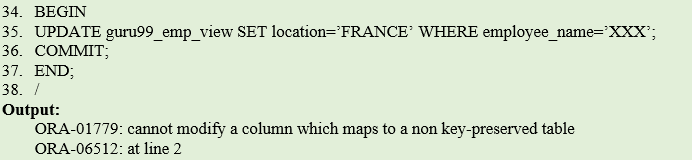 34. BEGIN
35. UPDATE guru99_emp_view SET location=’FRANCE’ WHERE employee_name=’XXX’;
36. COMMIT;
37. END;
38. /
Output:
ORA-01779: cannot modify a column which maps to a non key-preserved table
ORA-06512: at line 2